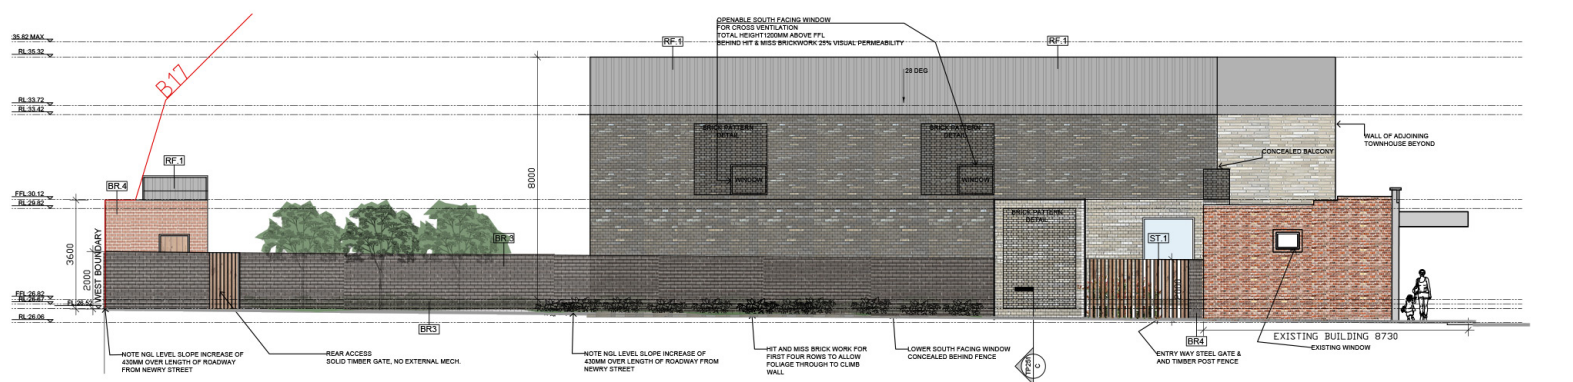 OPENABLE SOUTH FACING WINDOW
FOR CROSS VENTILATION
TOTAL HEIGHT1200MM ABOVE FFL
BEHIND HIT & MISS BRICKWORK 25% VISUAL PERMEABILITY
35.82 MAX
RL:35.32
RF.1
RF.1
B17
28 DEG
RL:33.72
RL:33.42
BRICK PATTERN
DETAIL
BRICK PATTERN
DETAIL
WALL OF ADJOINING
TOWNHOUSE BEYOND
CONCEALED BALCONY
RF.1
8000
WINDOW
WINDOW
BR.4
FFL:30.12
RL:29.82
BRICK PATTERN
DETAIL
3600
WEST BOUNDARY
BR.3
ST.1
2000
FFL:26.82
RL:26.67
FL:26.52
RL:26.06
BR3
BR4
EXISTING BUILDING 8730
EXISTING WINDOW
NOTE NGL LEVEL SLOPE INCREASE OF
430MM OVER LENGTH OF ROADWAY
FROM NEWRY STREET
REAR ACCESS
SOLID TIMBER GATE, NO EXTERNAL MECH.
NOTE NGL LEVEL SLOPE INCREASE OF
430MM OVER LENGTH OF ROADWAY FROM
NEWRY STREET
HIT AND MISS BRICK WORK FOR
FIRST FOUR ROWS TO ALLOW
FOLIAGE THROUGH TO CLIMB
WALL
LOWER SOUTH FACING WINDOW
CONCEALED BEHIND FENCE
TP251
C
ENTRY WAY STEEL GATE &
AND TIMBER POST FENCE